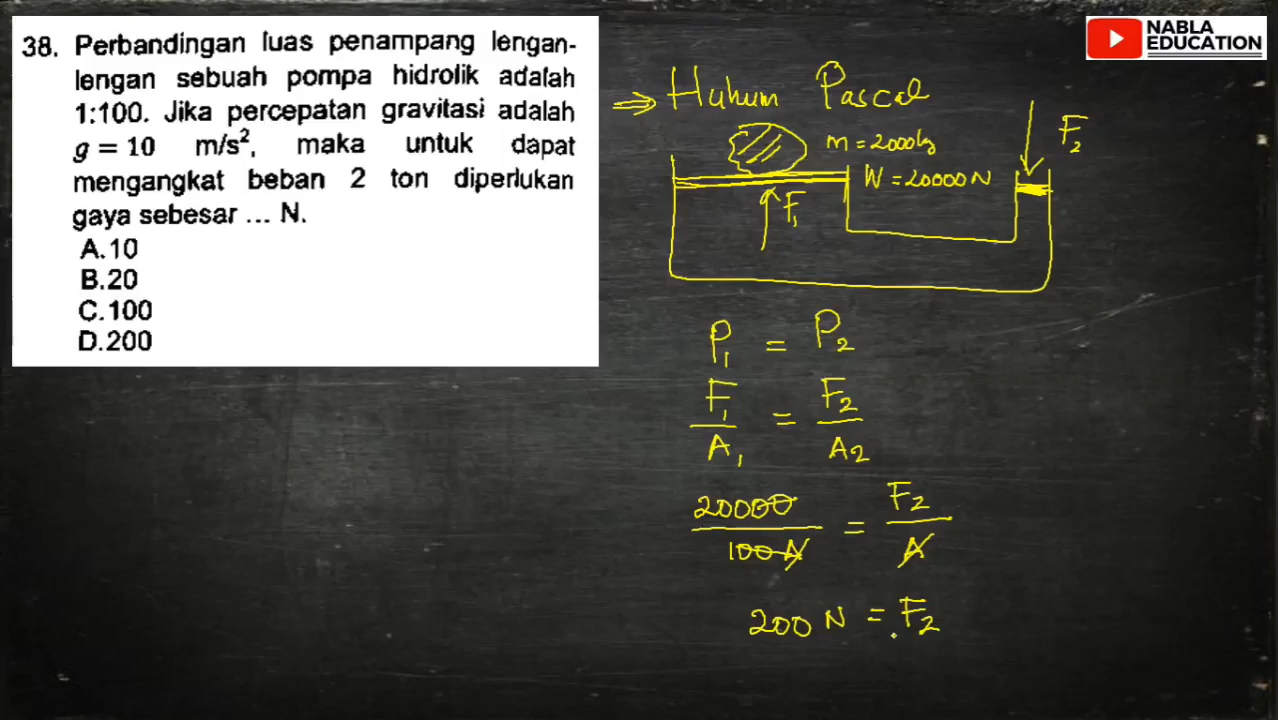 38. Perbandingan luas penampang lengan-
lengan sebuah pompa hidrolik adalah
1:100. Jika percepatan gravitasi adalah
g = 10 m/s², maka untuk dapat
mengangkat beban 2 ton diperlukan
gaya sebesar ... N.
A.10
B.20
C.100
D.200
NABLA
EDUCATION
⇒ Hukum Pascal
m = 2000kg
W = 20000 N
F₁
F₂
P₁ = P₂
F₁/A₁ = F₂/A₂
20000/100A = F₂/A
200 N = F₂